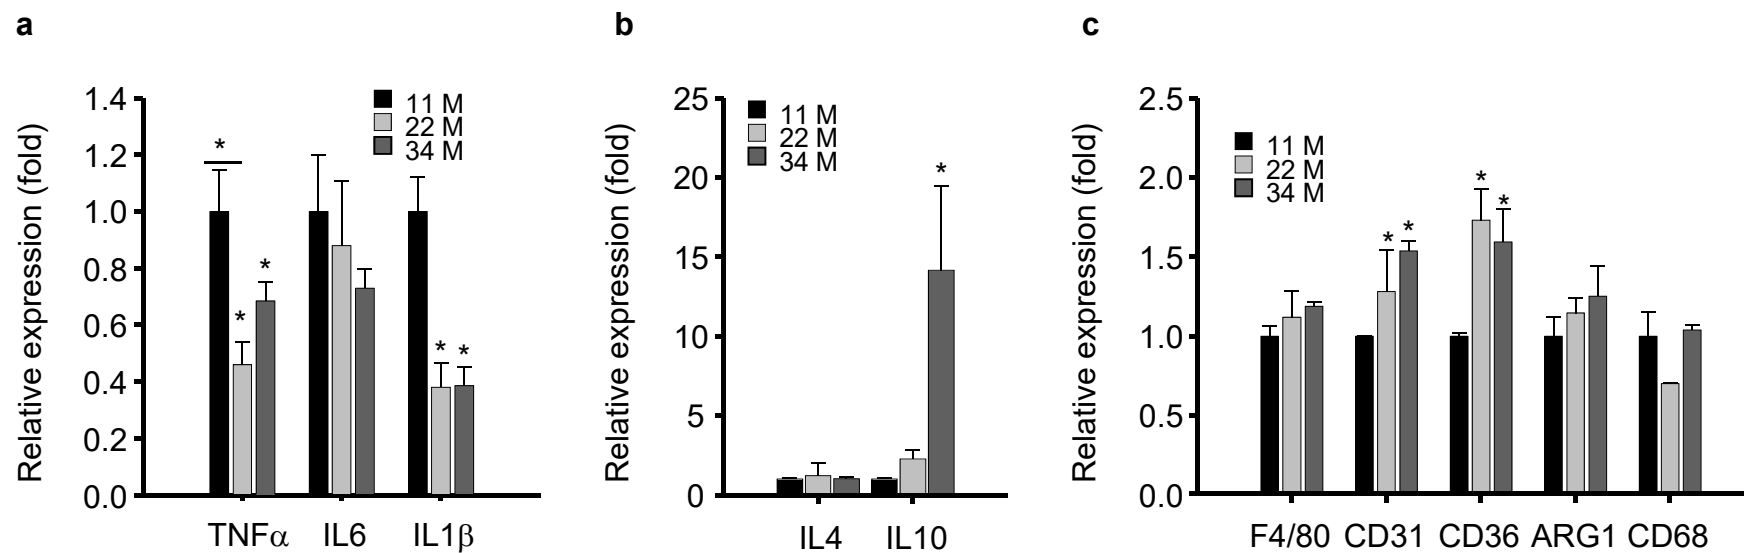 a
Relative expression (fold)
1.4
1.2
1.0
0.8
0.6
0.4
0.2
0.0
11 M
22 M
34 M
*
*
*
*
*
TNFα IL6 IL1β
b
Relative expression (fold)
25
20
15
10
5
0
11 M
22 M
34 M
*
IL4 IL10
c
Relative expression (fold)
2.5
2.0
1.5
1.0
0.5
0.0
11 M
22 M
34 M
*
*
*
*
F4/80 CD31 CD36 ARG1 CD68